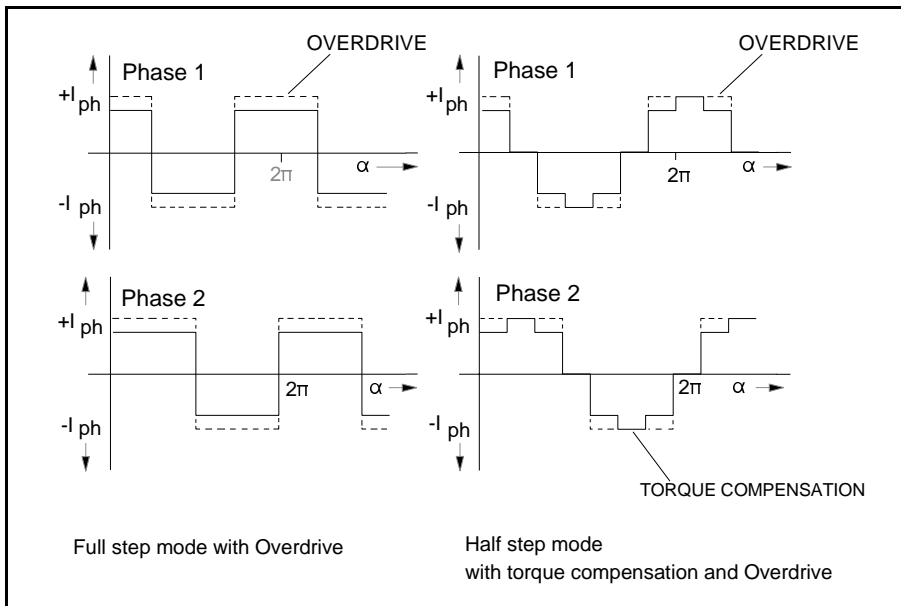 OVERDRIVE
Phase 1
+I ph
α
2π
-I ph
OVERDRIVE
Phase 1
+I ph
α
2π
-I ph
Phase 2
+I ph
2π
α
-I ph
Phase 2
+I ph
2π
α
-I ph
TORQUE COMPENSATION
Full step mode with Overdrive
Half step mode
with torque compensation and Overdrive